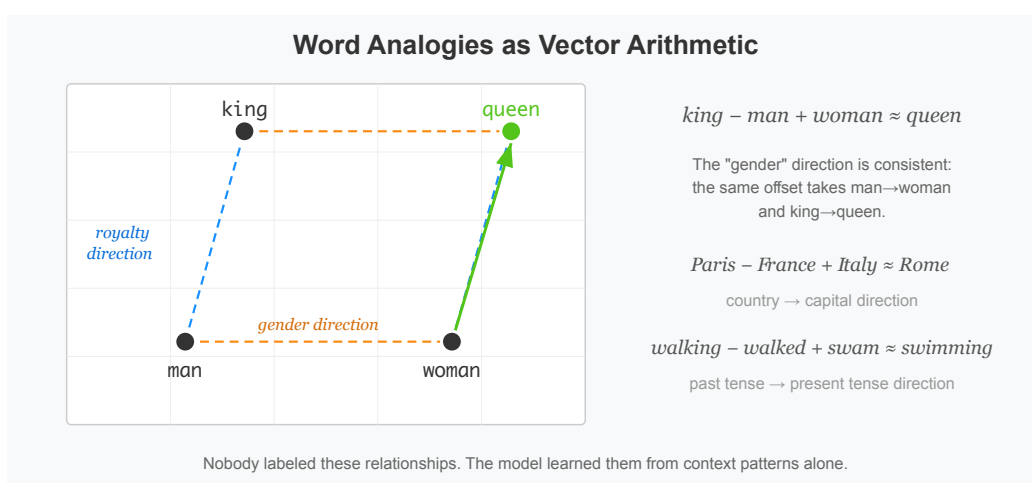 Word Analogies as Vector Arithmetic
king
queen
royalty
direction
gender direction
man
woman
king − man + woman ≈ queen
The "gender" direction is consistent:
the same offset takes man→woman
and king→queen.
Paris − France + Italy ≈ Rome
country → capital direction
walking − walked + swam ≈ swimming
past tense → present tense direction
Nobody labeled these relationships. The model learned them from context patterns alone.